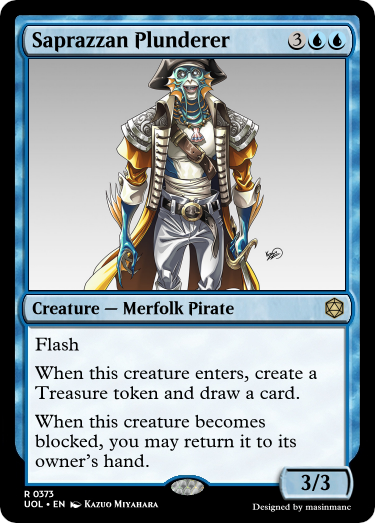 Saprazzan Plunderer 3
Creature — Merfolk Pirate
Flash
When this creature enters, create a
Treasure token and draw a card.
When this creature becomes
blocked, you may return it to its
owner's hand.
3/3
R 0373
UOL • EN Kazuo Miyahara
Designed by masinmanc